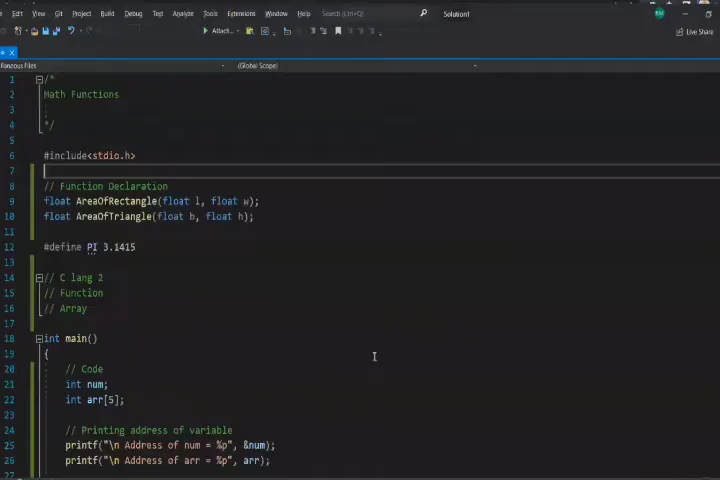 Edit View Git Project Build Debug Test Analyze Tools Extensions Window Help Search (Ctrl+Q) Solution1
Attach...
Live Share
llaneous Files (Global Scope)
1 /*
2 Math Functions
3
4 */
5
6 #include<stdio.h>
7
8 // Function Declaration
9 float AreaOfRectangle(float l, float w);
10 float AreaOfTriangle(float b, float h);
11
12 #define PI 3.1415
13
14 // C lang 2
15 // Function
16 // Array
17
18 int main()
19 {
20 // Code
21 int num;
22 int arr[5];
23
24 // Printing address of variable
25 printf("\n Address of num = %p", &num);
26 printf("\n Address of arr = %p", arr);
27